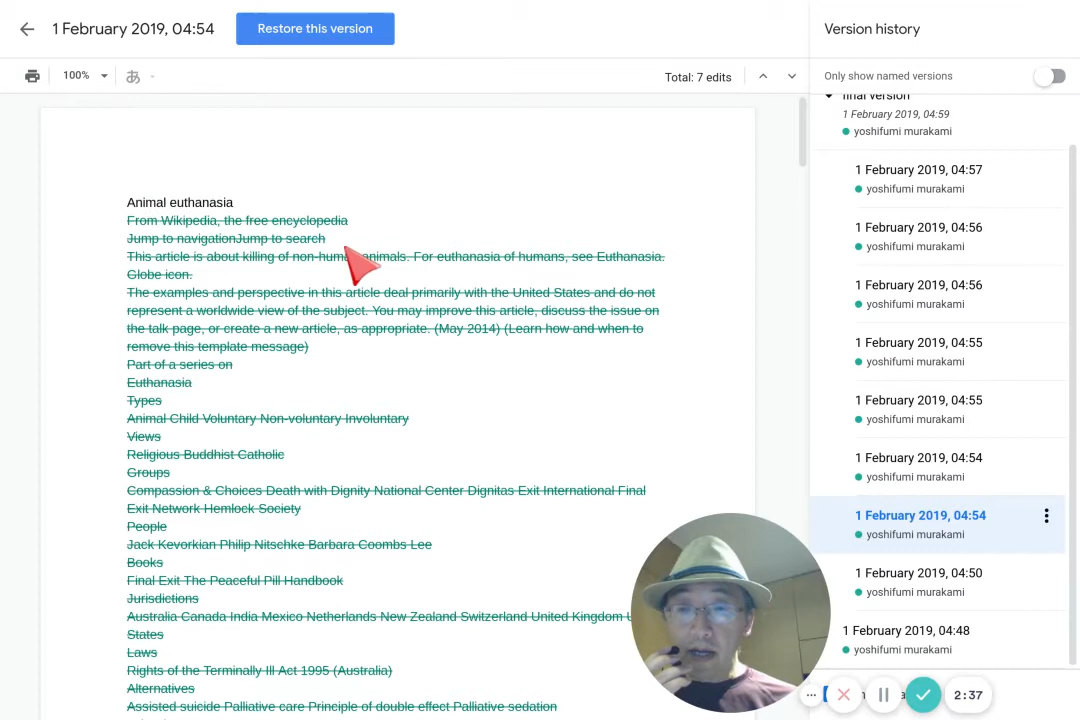 1 February 2019, 04:54
Restore this version
100%
あ
Total: 7 edits
Animal euthanasia
From Wikipedia, the free encyclopedia
Jump to navigationJump to search
This article is about killing of non-human animals. For euthanasia of humans, see Euthanasia.
Globe icon.
The examples and perspective in this article deal primarily with the United States and do not
represent a worldwide view of the subject. You may improve this article, discuss the issue on
the talk page, or create a new article, as appropriate. (May 2014) (Learn how and when to
remove this template message)
Part of a series on
Euthanasia
Types
Animal Child Voluntary Non-voluntary Involuntary
Views
Religious Buddhist Catholic
Groups
Compassion & Choices Death with Dignity National Center Dignitas Exit International Final
Exit Network Hemlock Society
People
Jack Kevorkian Philip Nitschke Barbara Coombs Lee
Books
Final Exit The Peaceful Pill Handbook
Jurisdictions
Australia Canada India Mexico Netherlands New Zealand Switzerland United Kingdom
States
Laws
Rights of the Terminally Ill Act 1995 (Australia)
Alternatives
Assisted suicide Palliative care Principle of double effect Palliative sedation
Version history
Only show named versions
final version
1 February 2019, 04:59
yoshifumi murakami
1 February 2019, 04:57
yoshifumi murakami
1 February 2019, 04:56
yoshifumi murakami
1 February 2019, 04:56
yoshifumi murakami
1 February 2019, 04:55
yoshifumi murakami
1 February 2019, 04:55
yoshifumi murakami
1 February 2019, 04:54
yoshifumi murakami
1 February 2019, 04:54
yoshifumi murakami
1 February 2019, 04:50
yoshifumi murakami
1 February 2019, 04:48
yoshifumi murakami
2:37